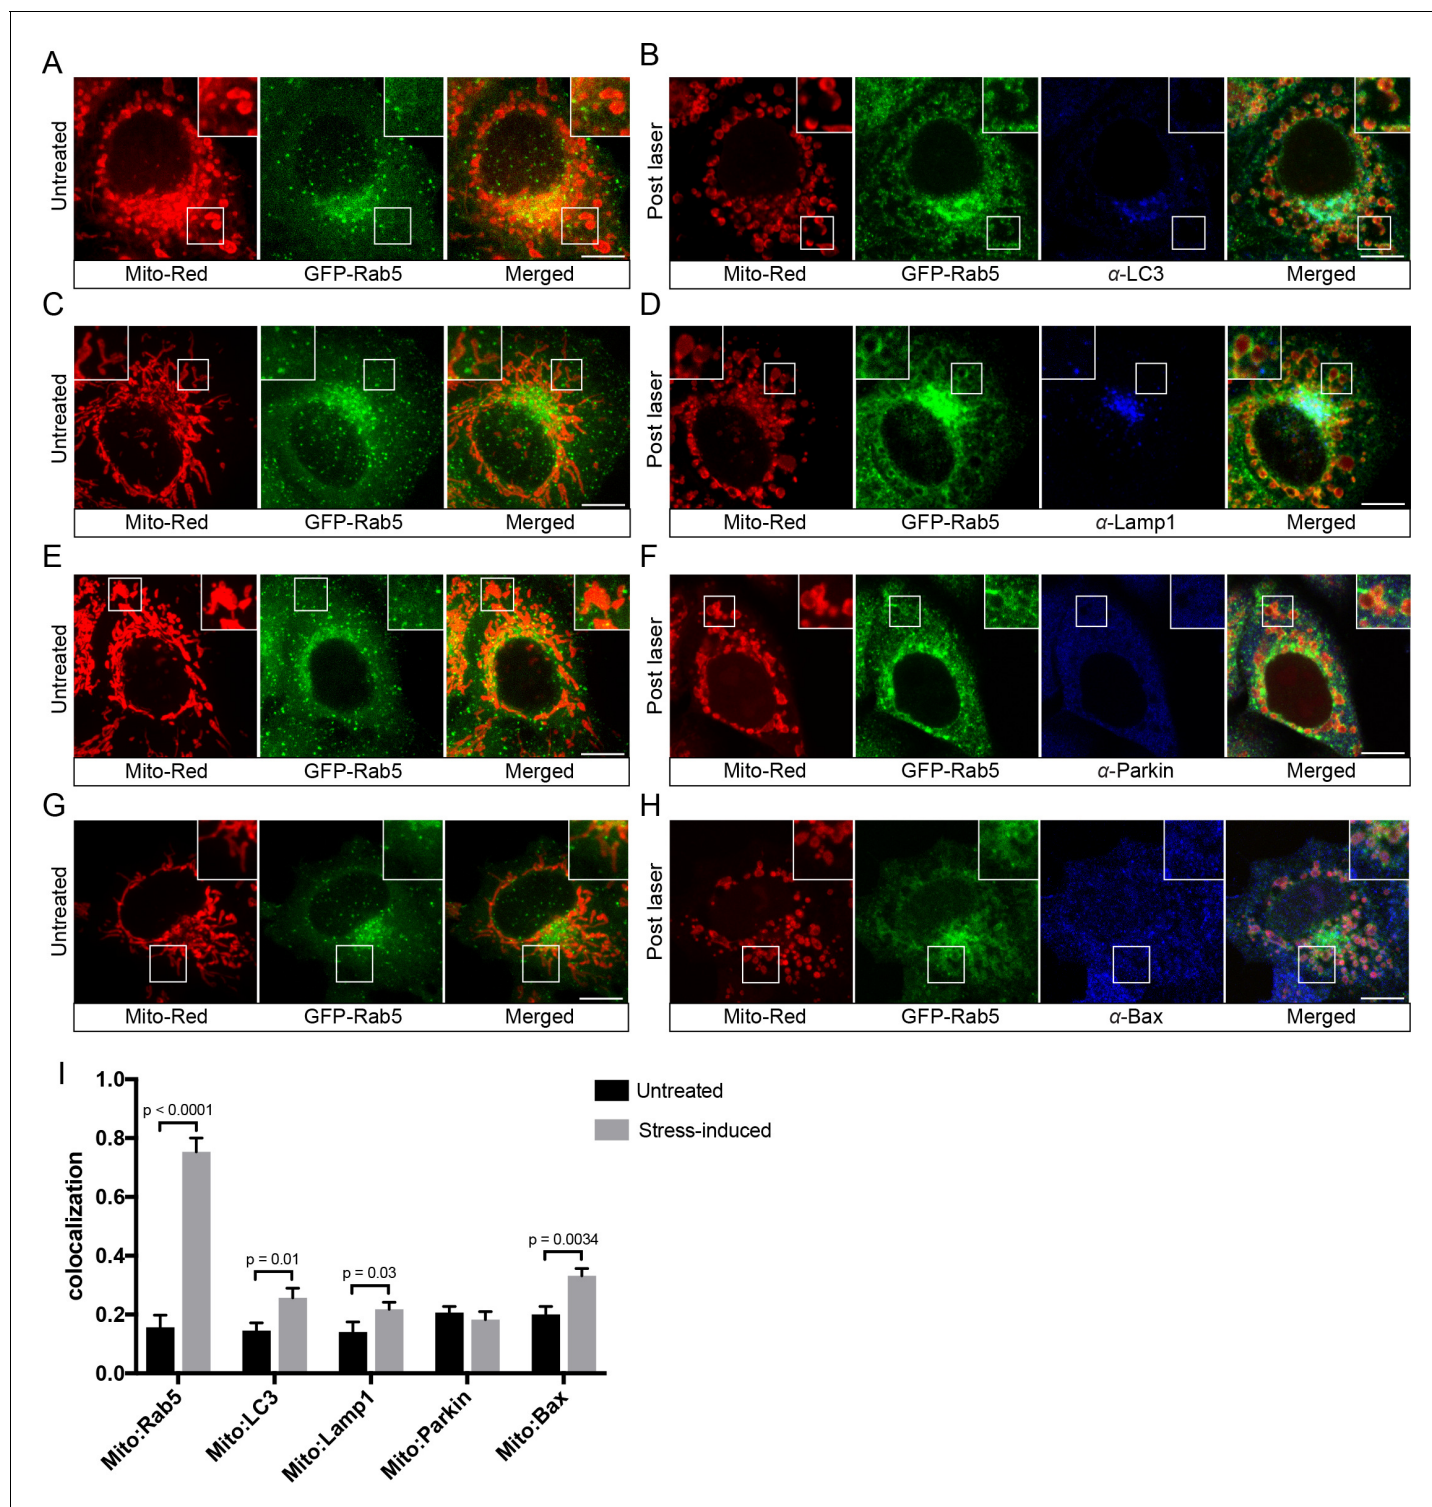 A
B
Untreated
Mito-Red GFP-Rab5 Merged
Post laser
Mito-Red GFP-Rab5 α-LC3 Merged
C
D
Untreated
Mito-Red GFP-Rab5 Merged
Post laser
Mito-Red GFP-Rab5 α-Lamp1 Merged
E
F
Untreated
Mito-Red GFP-Rab5 Merged
Post laser
Mito-Red GFP-Rab5 α-Parkin Merged
G
H
Untreated
Mito-Red GFP-Rab5 Merged
Post laser
Mito-Red GFP-Rab5 α-Bax Merged
I
colocalization
1.0
0.8
0.6
0.4
0.2
0.0
p < 0.0001
p = 0.01
p = 0.03
p = 0.0034
Untreated
Stress-induced
Mito:Rab5
Mito:LC3
Mito:Lamp1
Mito:Parkin
Mito:Bax